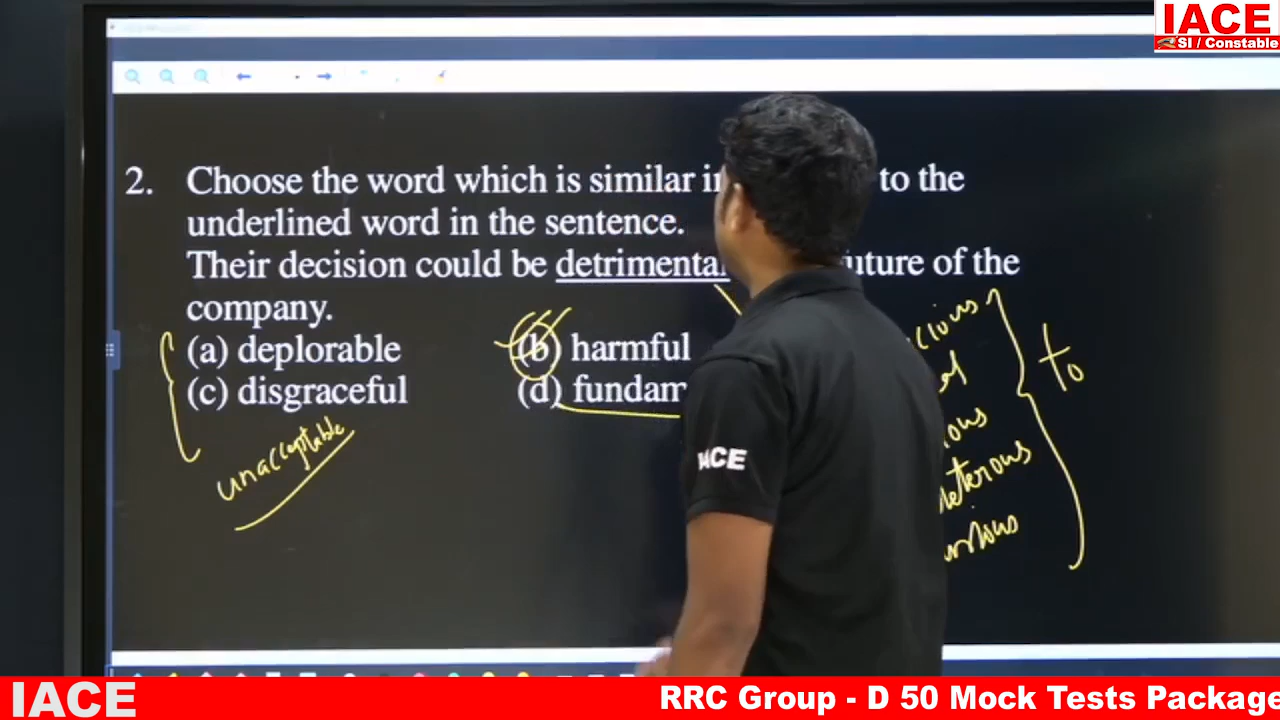 IACE
SI / Constable
2. Choose the word which is similar in to the
underlined word in the sentence.
Their decision could be detrimental future of the
company.
(a) deplorable (b) harmful
(c) disgraceful (d) fundam
unacceptable
to
IACE
IACE
RRC Group - D 50 Mock Tests Package